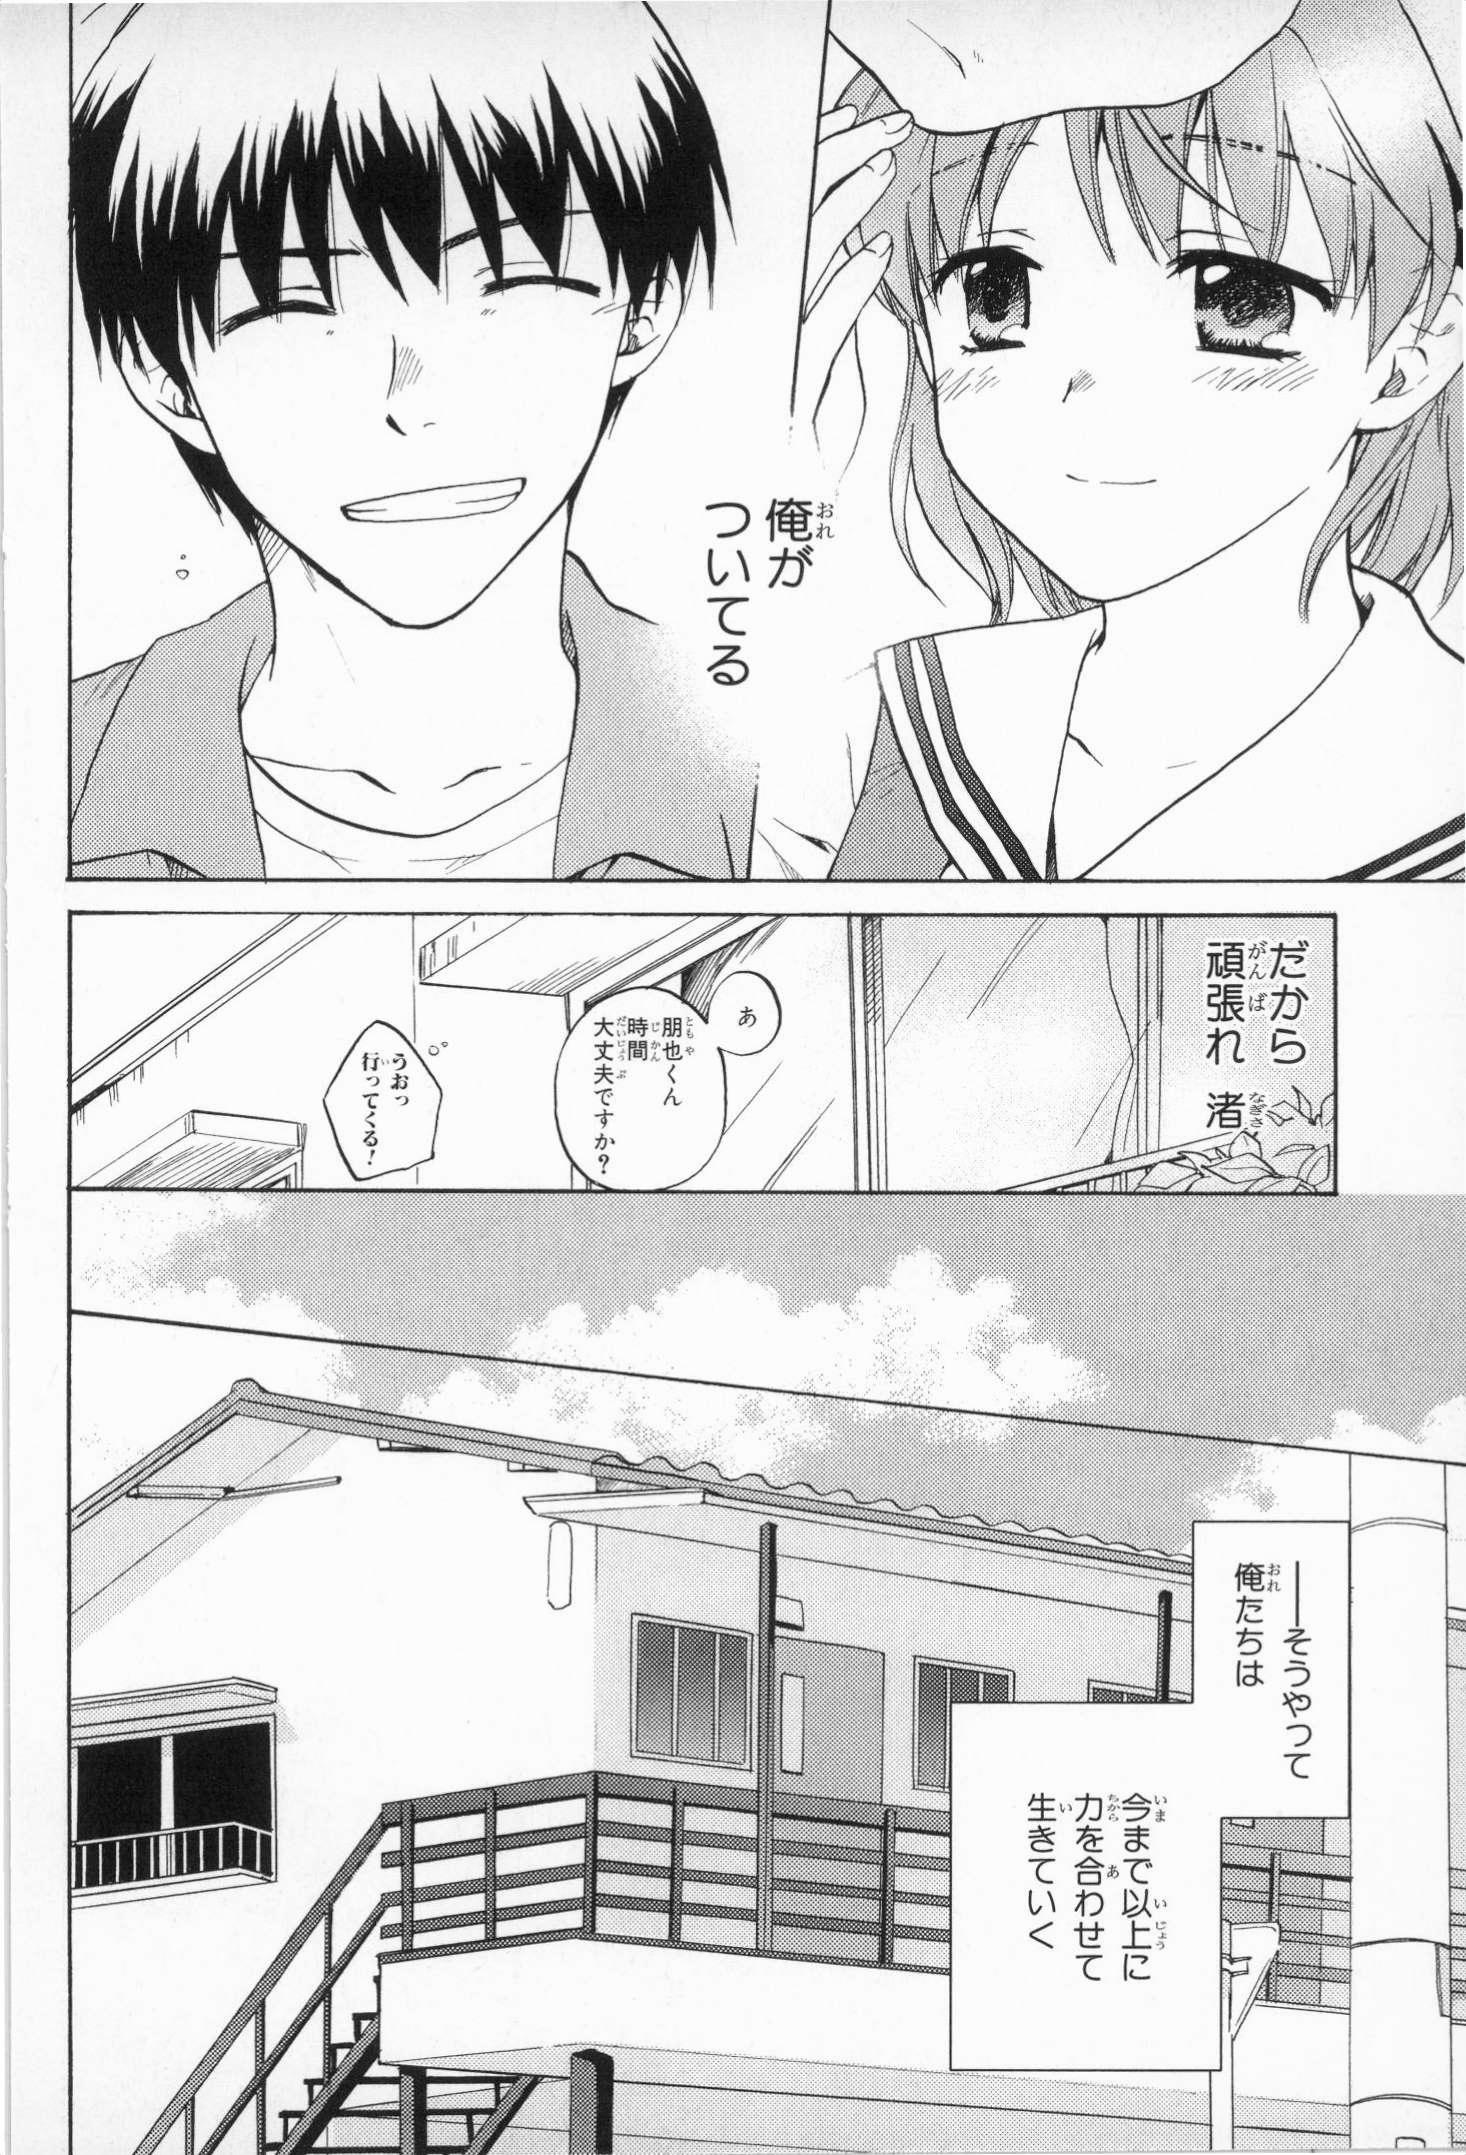 俺が
ついてる
だから
頑張れ 渚
あ
朋也くん
時間
大丈夫ですか?
うおっ
行ってくる!
――そうやって
俺たちは
今まで以上に
力を合わせて
生きていく